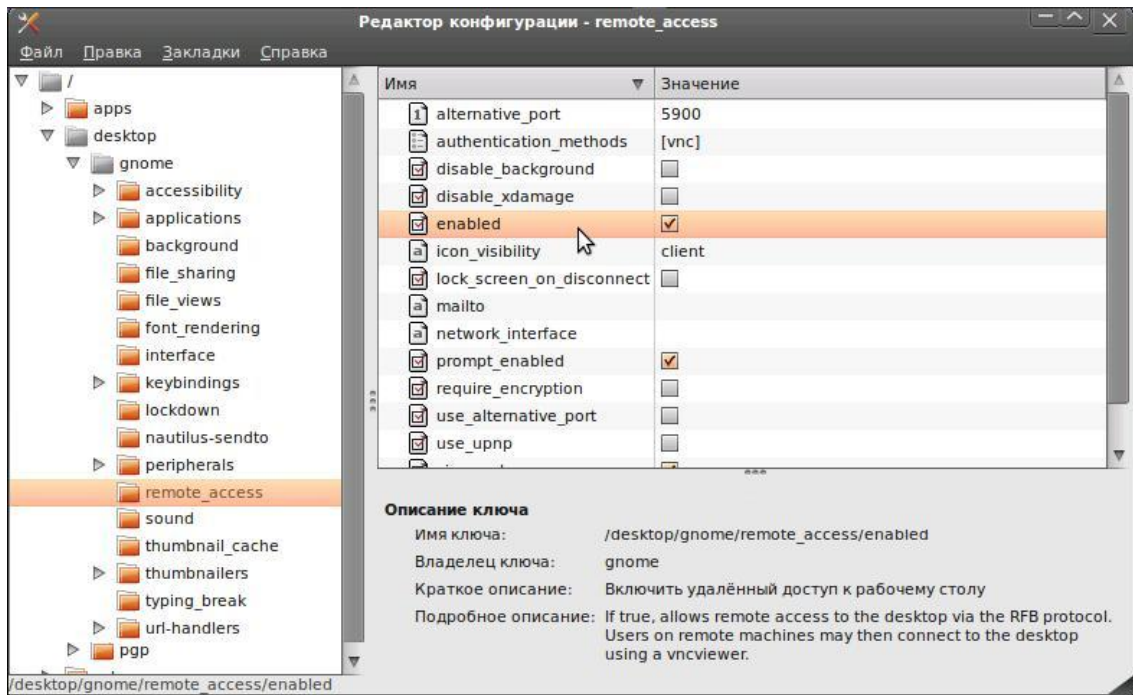 Редактор конфигурации - remote_access
Файл Правка Закладки Справка
/
apps
desktop
gnome
accessibility
applications
background
file_sharing
file_views
font_rendering
interface
keybindings
lockdown
nautilus-sendto
peripherals
remote_access
sound
thumbnail_cache
thumbnailers
typing_break
url-handlers
pgp
Имя Значение
alternative_port 5900
authentication_methods [vnc]
disable_background
disable_xdamage
enabled
icon_visibility client
lock_screen_on_disconnect
mailto
network_interface
prompt_enabled
require_encryption
use_alternative_port
use_upnp
Описание ключа
Имя ключа: /desktop/gnome/remote_access/enabled
Владелец ключа: gnome
Краткое описание: Включить удалённый доступ к рабочему столу
Подробное описание: If true, allows remote access to the desktop via the RFB protocol.
Users on remote machines may then connect to the desktop
using a vncviewer.
/desktop/gnome/remote_access/enabled